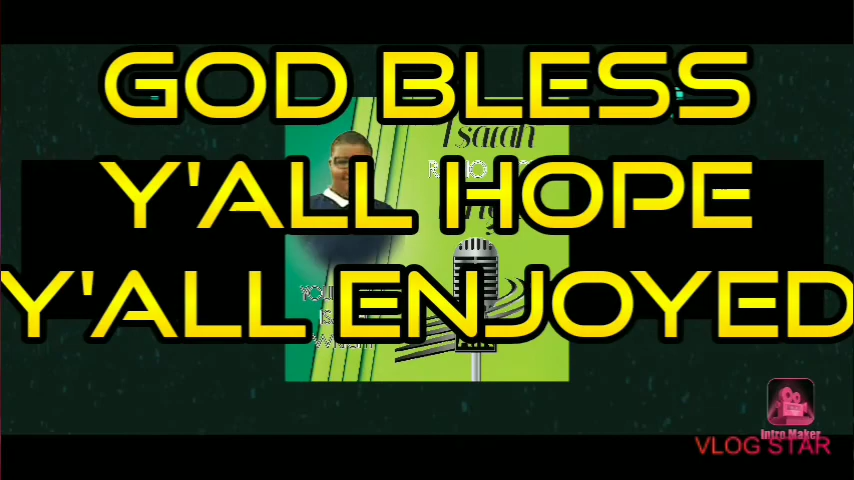 GOD BLESS
Isaiah
Y'ALL HOPE
Y'ALL ENJOYED
Intro Maker
VLOG STAR